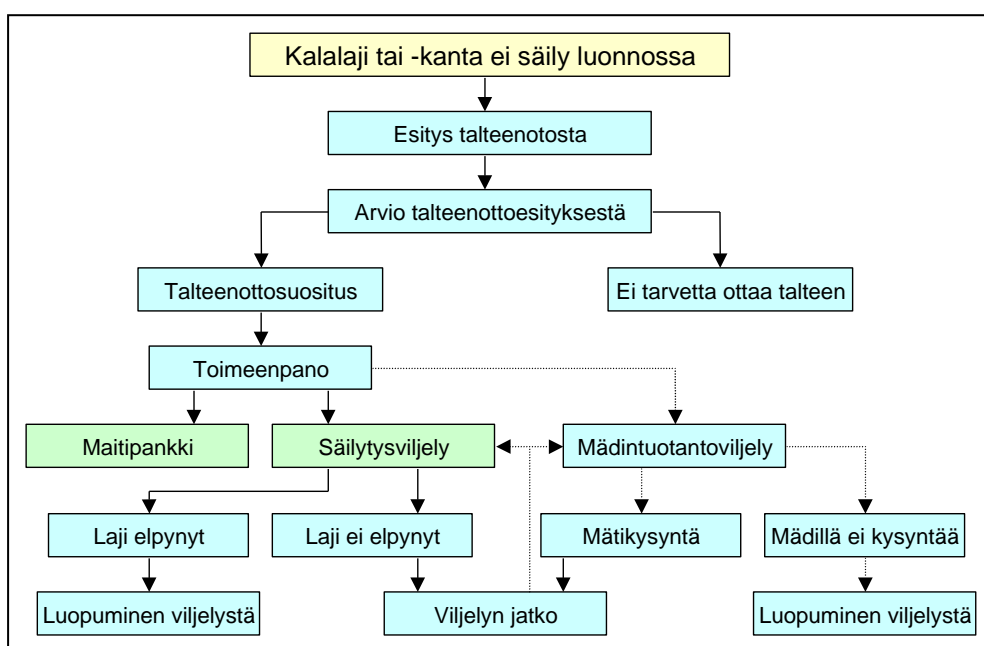 Kalalaji tai -kanta ei säily luonnossa
Esitys talteenotosta
Arvio talteenottoesityksestä
Talteenottosuositus
Ei tarvetta ottaa talteen
Toimeenpano
Maitipankki
Säilytysviljely
Mädintuotantoviljely
Laji elpynyt
Laji ei elpynyt
Mätikysyntä
Mädillä ei kysyntää
Luopuminen viljelystä
Viljelyn jatko
Luopuminen viljelystä